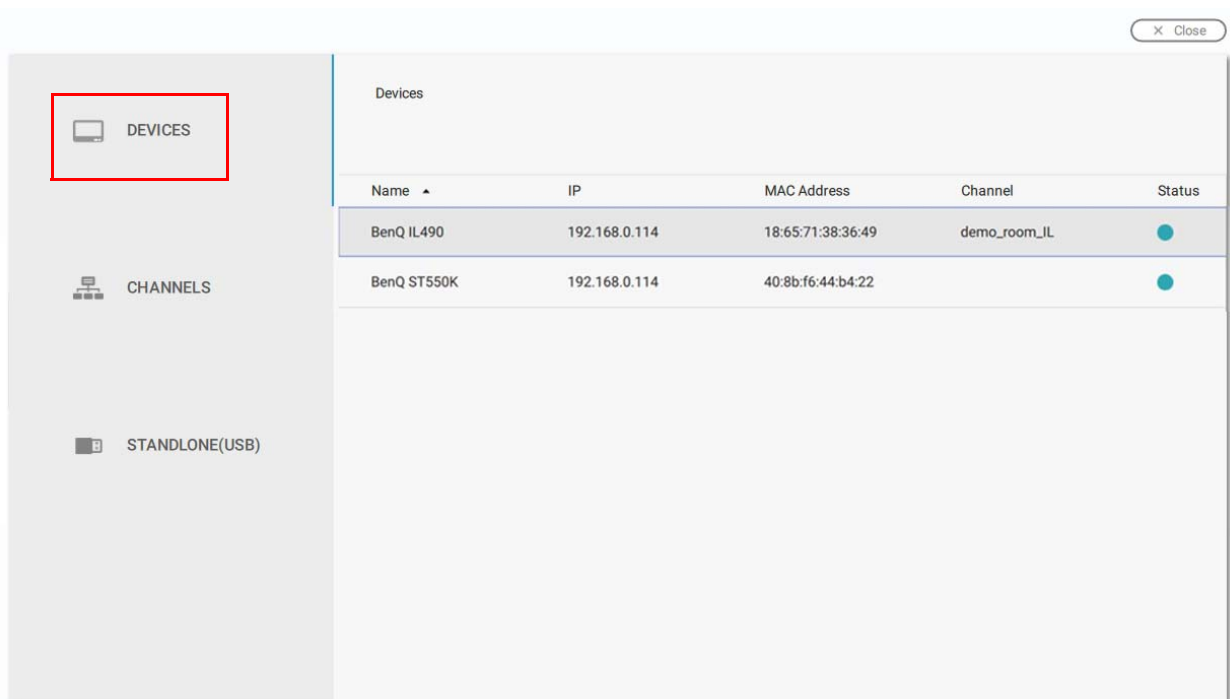 Close
DEVICES
Devices
Name IP MAC Address Channel Status
BenQ IL490 192.168.0.114 18:65:71:38:36:49 demo_room_IL
BenQ ST550K 192.168.0.114 40:8b:f6:44:b4:22
CHANNELS
STANDLONE(USB)